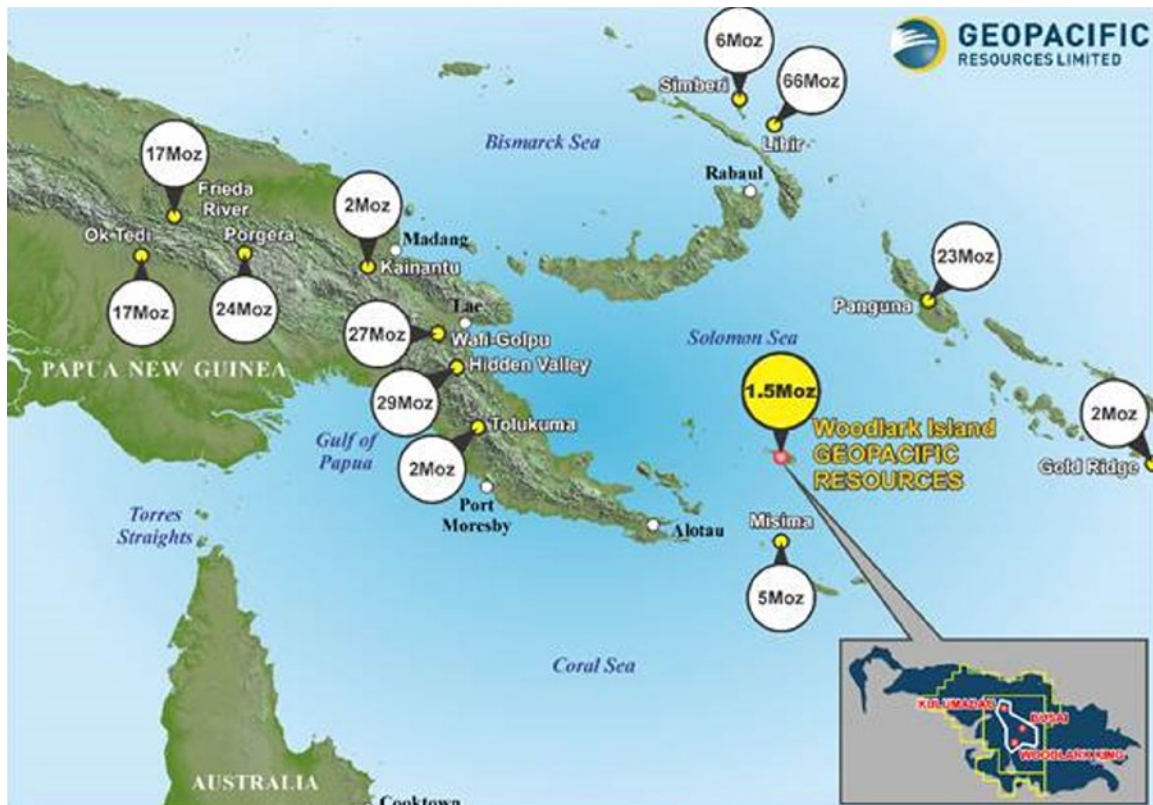 GEOPACIFIC
RESOURCES LIMITED
6Moz
Simberi
66Moz
Lihir
Bismarck Sea
Rabaul
17Moz
Frieda
River
2Moz
Ok Tedi
Porgera
Madang
Kainantu
23Moz
Panguna
17Moz
24Moz
Lae
27Moz
Wafi-Golpu
Solomon Sea
PAPUA NEW GUINEA
Hidden Valley
29Moz
1.5Moz
Gulf of
Papua
Tolukuma
2Moz
Woodlark Island
GEOPACIFIC
RESOURCES
2Moz
Gold Ridge
Port
Moresby
Torres
Straights
Alotau
Misima
5Moz
Coral Sea
KULUMADAU
BUSAI
WOODLARK KING
AUSTRALIA
Cooktown